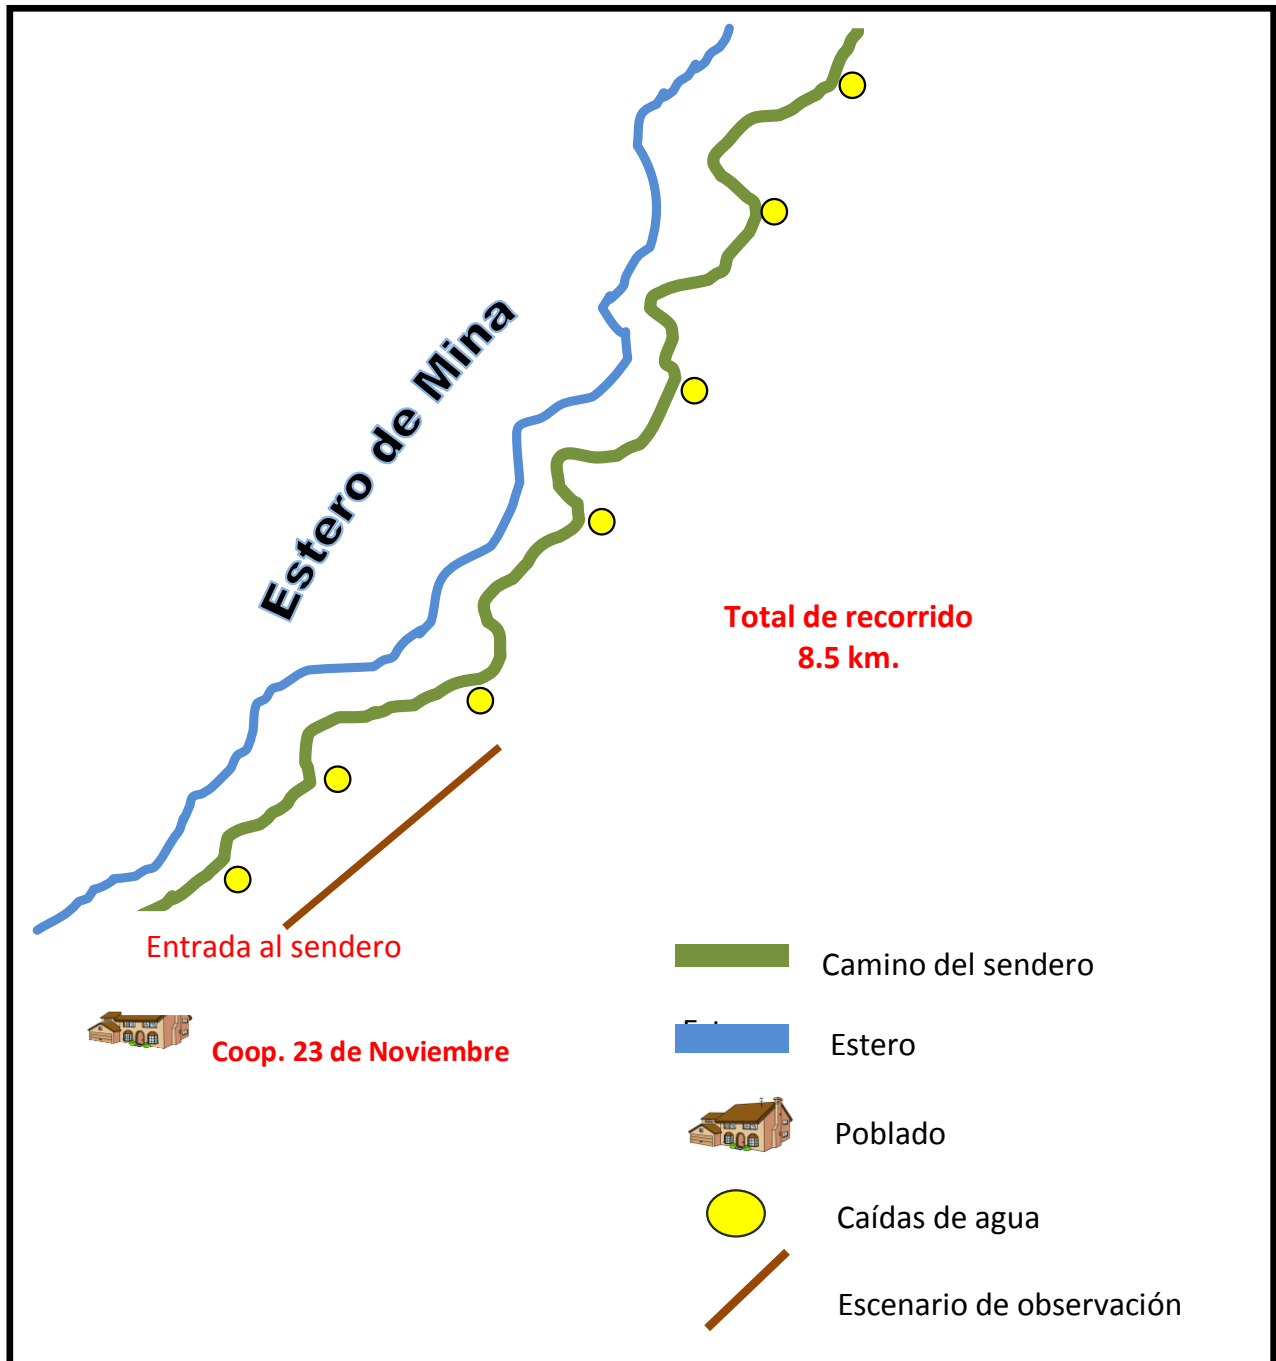 Estero de Mina
Total de recorrido
8.5 km.
Entrada al sendero
Coop. 23 de Noviembre
Camino del sendero
Estero
Poblado
Caídas de agua
Escenario de observación